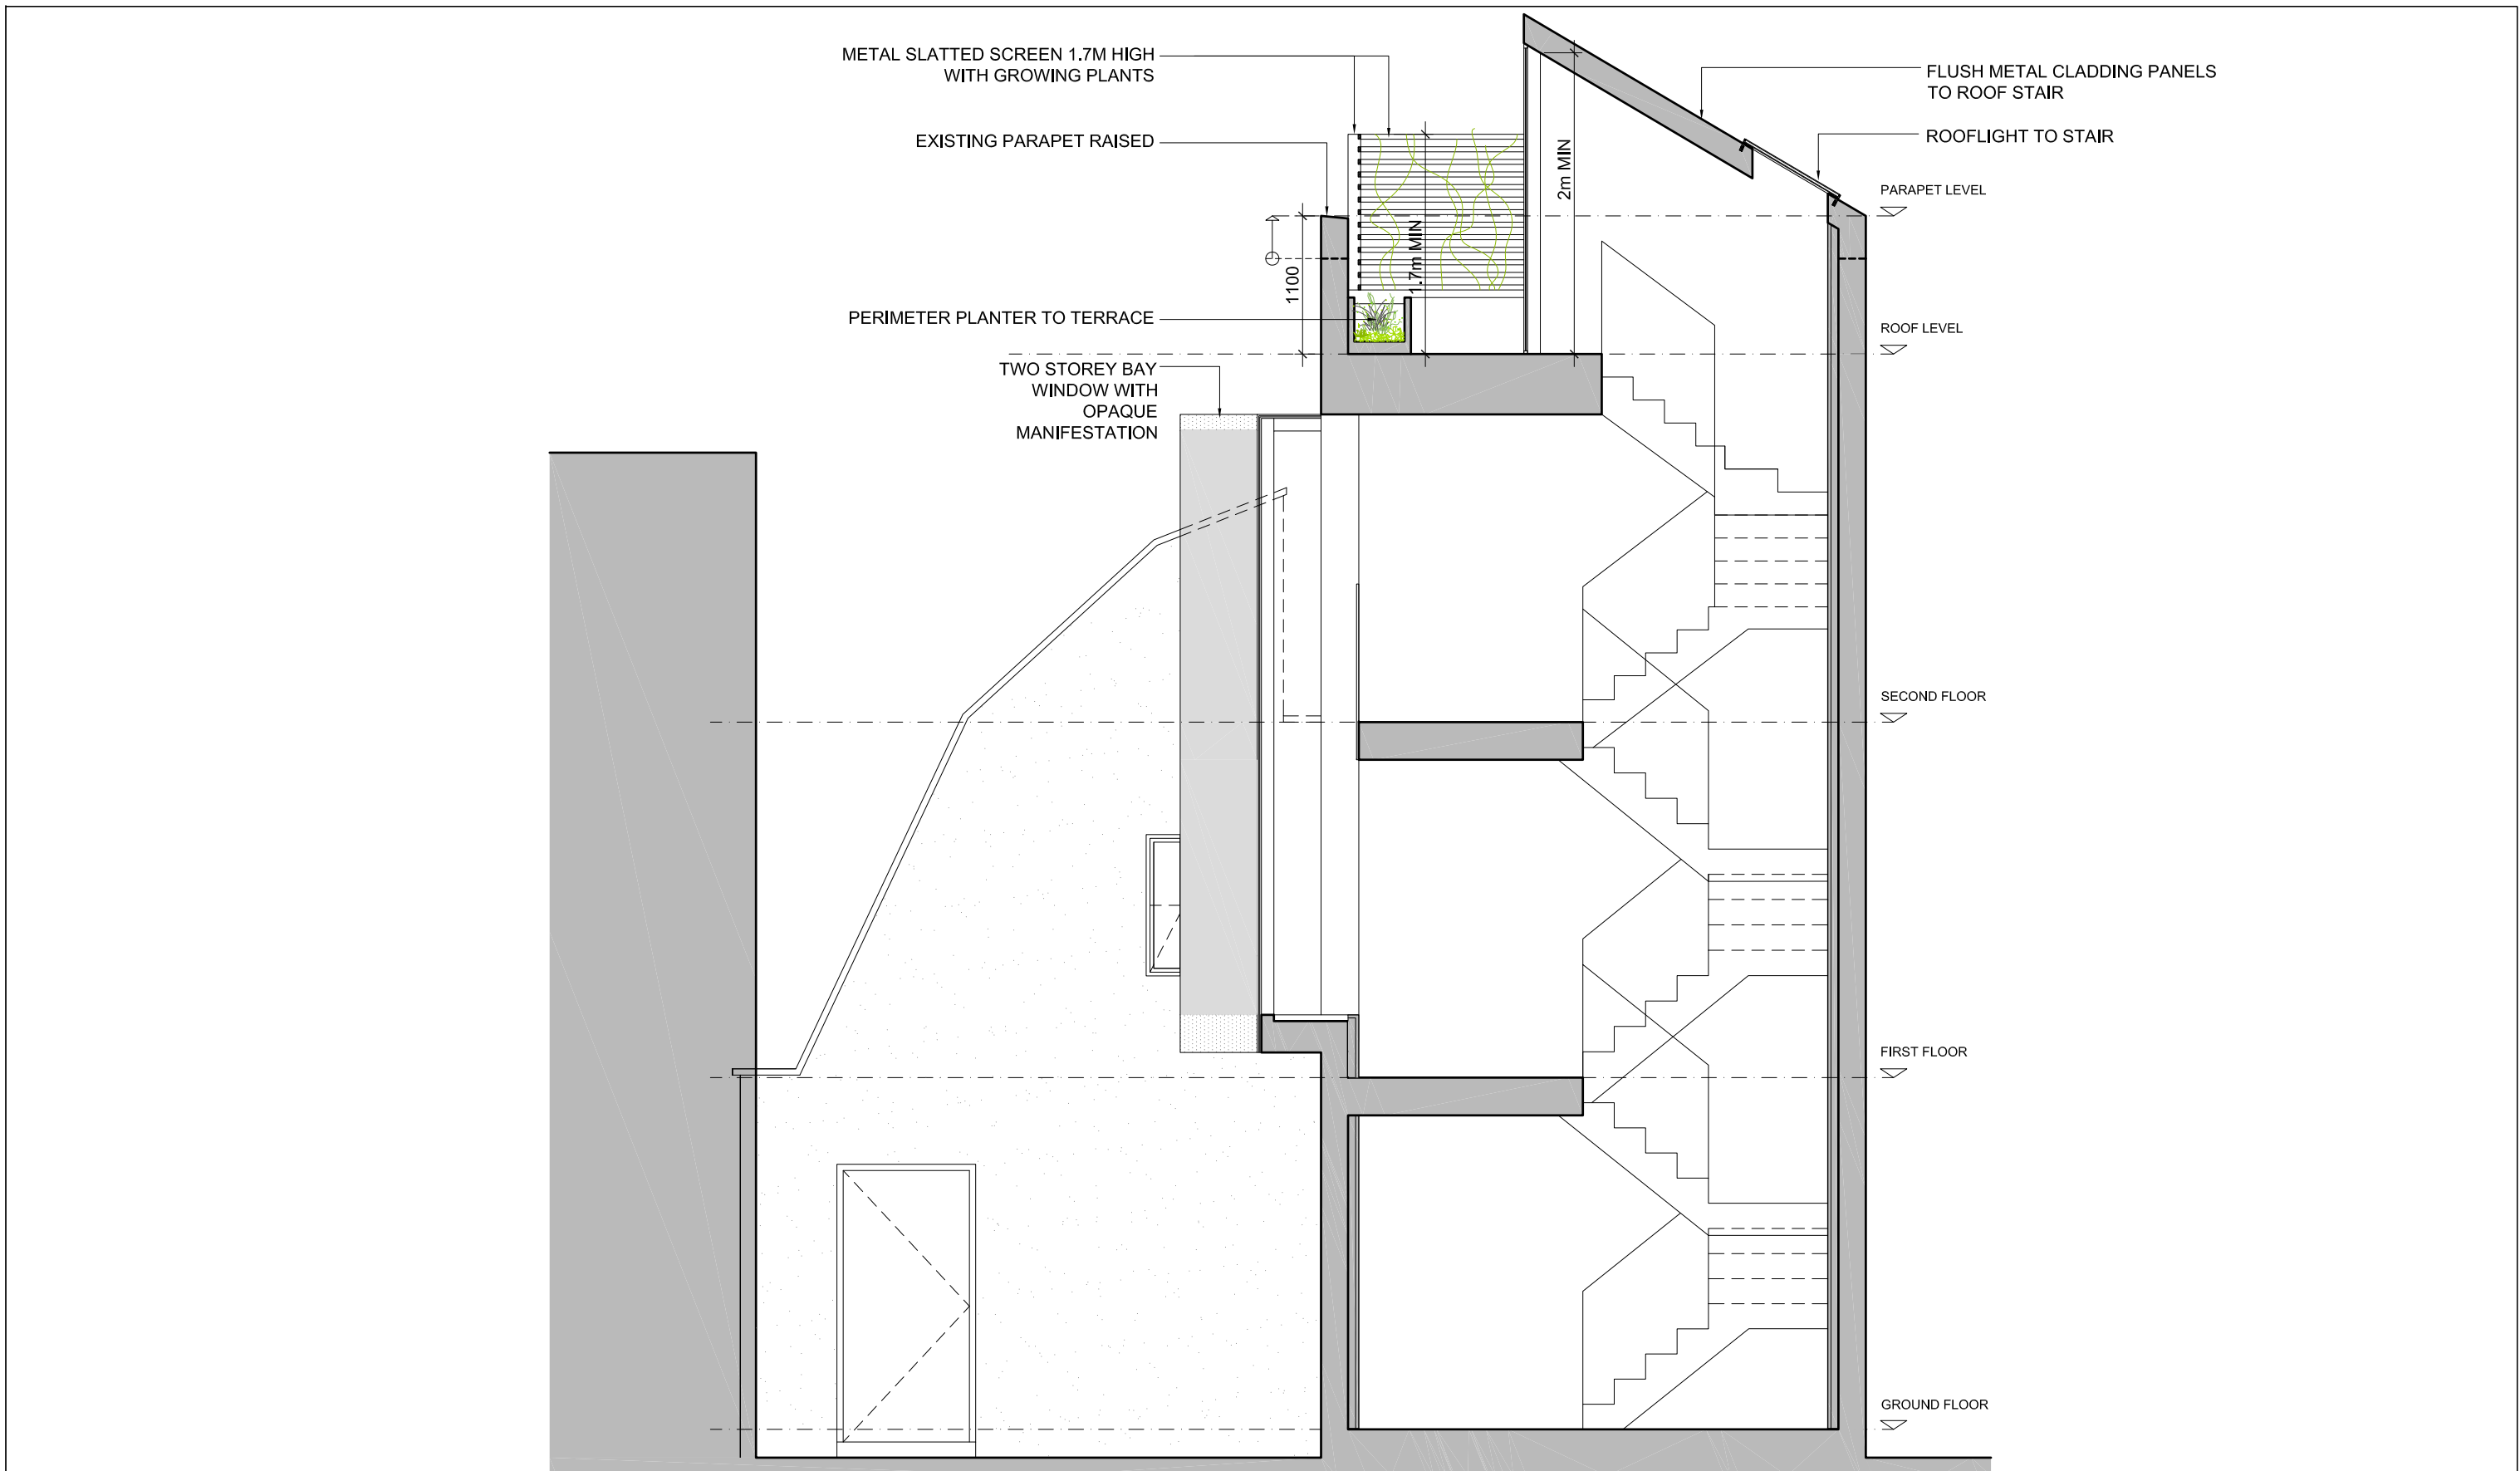 METAL SLATTED SCREEN 1.7M HIGH
WITH GROWING PLANTS
EXISTING PARAPET RAISED
PERIMETER PLANTER TO TERRACE
TWO STOREY BAY
WINDOW WITH
OPAQUE
MANIFESTATION
1100
1.7m MIN
2m MIN
FLUSH METAL CLADDING PANELS
TO ROOF STAIR
ROOFLIGHT TO STAIR
PARAPET LEVEL
ROOF LEVEL
SECOND FLOOR
FIRST FLOOR
GROUND FLOOR